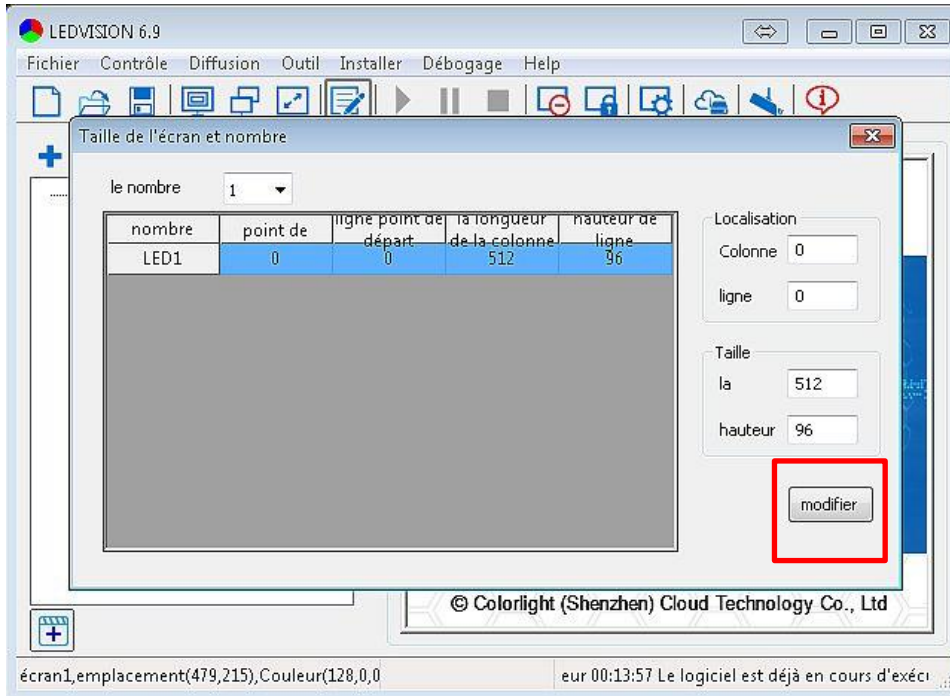 LEDVISION 6.9
Fichier Contrôle Diffusion Outil Installer Débogage Help
Taille de l'écran et nombre
le nombre 1
nombre point de ligne point de départ la longueur de la colonne hauteur de ligne
LED1 0 0 512 96
Localisation
Colonne 0
ligne 0
Taille
la 512
hauteur 96
modifier
© Colorlight (Shenzhen) Cloud Technology Co., Ltd
écran1,emplacement(479,215),Couleur(128,0,0 eur 00:13:57 Le logiciel est déjà en cours d'exécu